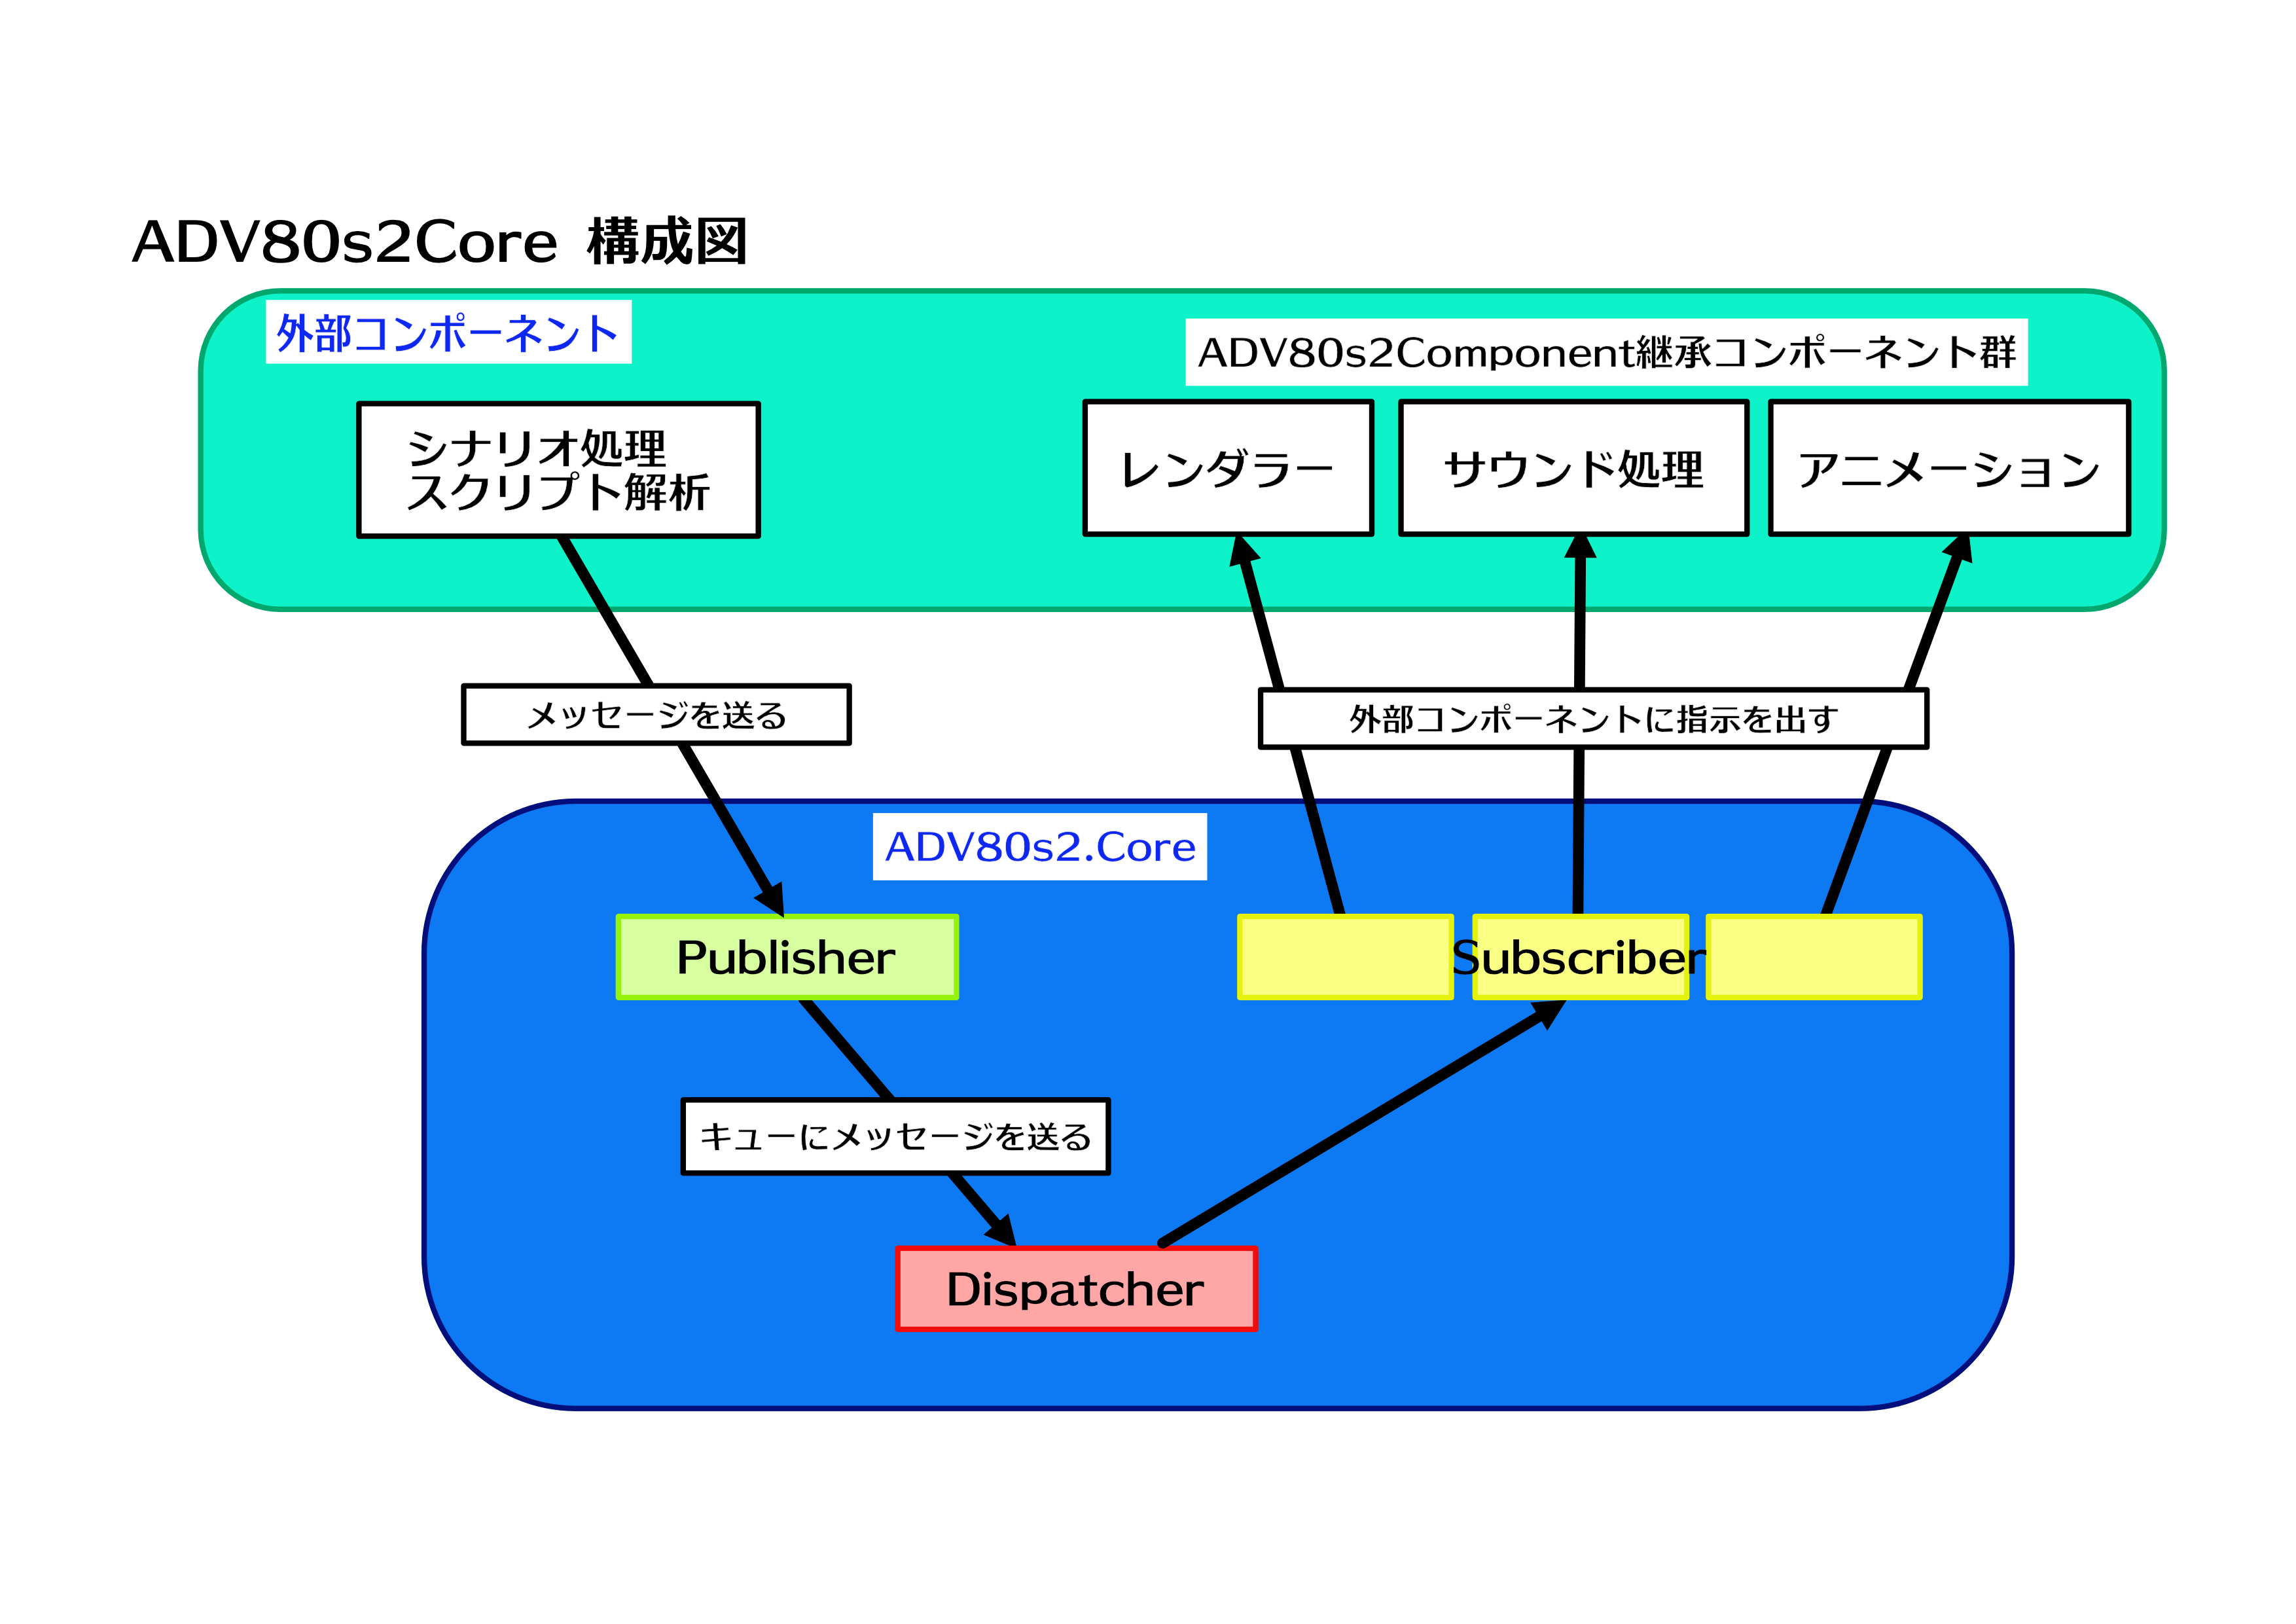 ADV80s2Core 構成図
外部コンポーネント
ADV80s2Component継承コンポーネント群
シナリオ処理
スクリプト解析
レンダラー
サウンド処理
アニメーション
メッセージを送る
外部コンポーネントに指示を出す
ADV80s2.Core
Publisher
Subscriber
キューにメッセージを送る
Dispatcher